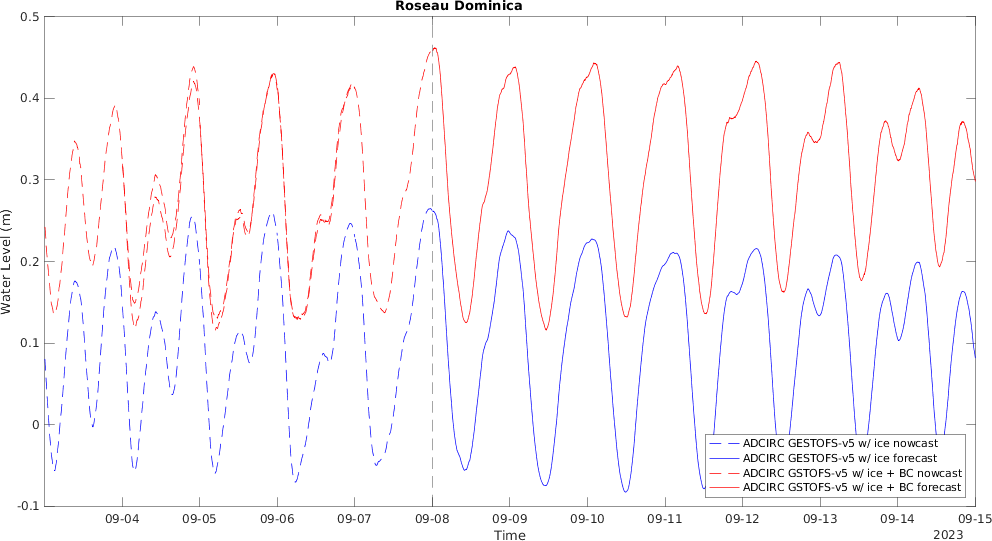 Roseau Dominica
0.5
0.4
0.3
0.2
0.1
0
-0.1
Water Level (m)
09-04 09-05 09-06 09-07 09-08 09-09 09-10 09-11 09-12 09-13 09-14 09-15
Time
2023
ADCIRC GESTOFS-v5 w/ ice nowcast
ADCIRC GESTOFS-v5 w/ ice forecast
ADCIRC GSTOFS-v5 w/ ice + BC nowcast
ADCIRC GSTOFS-v5 w/ ice + BC forecast